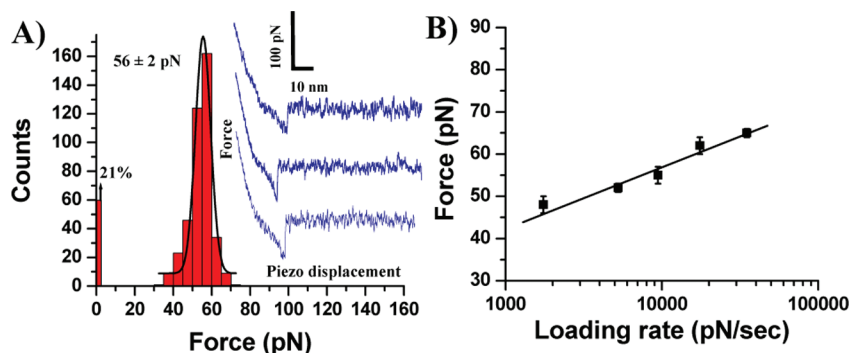 A)
160
140
120
100
80
60
40
20
0
Counts
56 ± 2 pN
21%
100 pN
10 nm
Force
Piezo displacement
0 20 40 60 80 100 120 140 160
Force (pN)
B)
90
80
70
60
50
40
30
Force (pN)
1000 10000 100000
Loading rate (pN/sec)